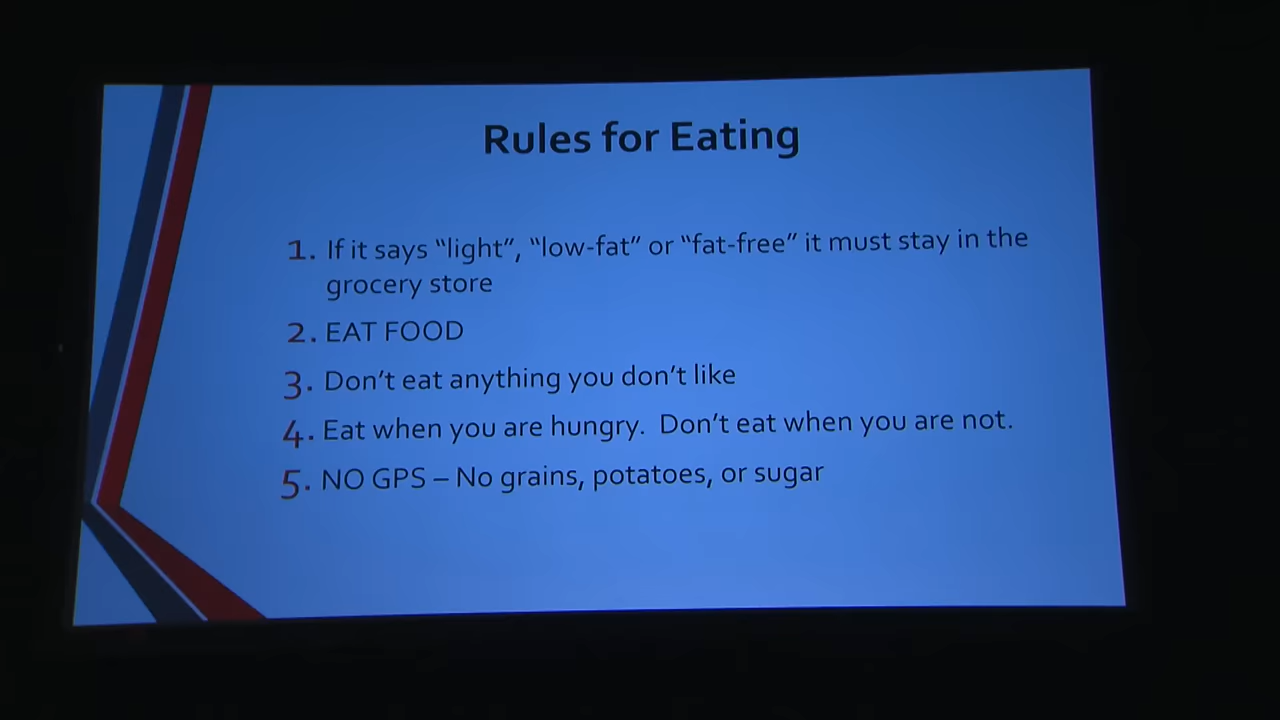 Rules for Eating
1. If it says “light”, “low-fat” or “fat-free” it must stay in the
grocery store
2. EAT FOOD
3. Don’t eat anything you don’t like
4. Eat when you are hungry.  Don’t eat when you are not.
5. NO GPS – No grains, potatoes, or sugar